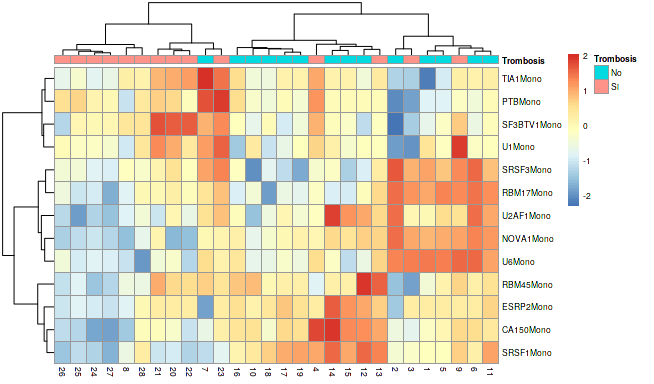 Trombosis
TIA1Mono
PTBMono
SF3BTV1Mono
U1Mono
SRSF3Mono
RBM17Mono
U2AF1Mono
NOVA1Mono
U6Mono
RBM45Mono
ESRP2Mono
CA150Mono
SRSF1Mono
26 25 24 27 8 28 21 20 22 7 23 16 10 18 17 19 4 14 15 12 13 2 3 1 5 9 6 11
2
1
0
-1
-2
Trombosis
No
SI